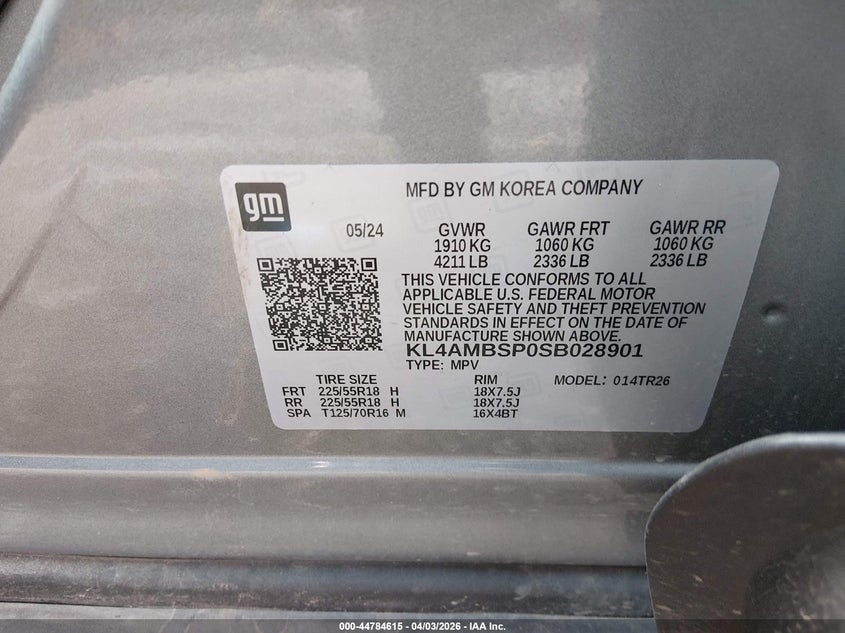 gm
MFD BY GM KOREA COMPANY
05/24 GVWR GAWR FRT GAWR RR
1910 KG 1060 KG 1060 KG
4211 LB 2336 LB 2336 LB
THIS VEHICLE CONFORMS TO ALL
APPLICABLE U.S. FEDERAL MOTOR
VEHICLE SAFETY AND THEFT PREVENTION
STANDARDS IN EFFECT ON THE DATE OF
MANUFACTURE SHOWN ABOVE.
KL4AMBSP0SB028901
TYPE: MPV
TIRE SIZE RIM MODEL: 014TR26
FRT 225/55R18 H 18X7.5J
RR 225/55R18 H 18X7.5J
SPA T125/70R16 M 16X4BT
000-44784615 - 04/03/2026 - IAA Inc.